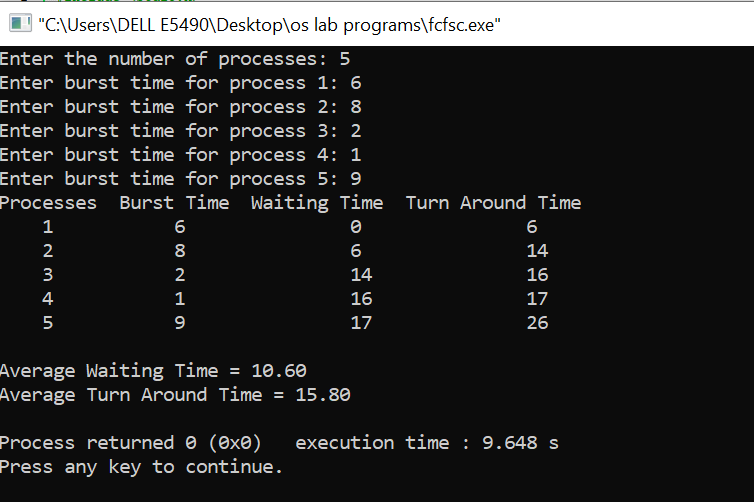 "C:\Users\DELL E5490\Desktop\os lab programs\fcfsc.exe"
Enter the number of processes: 5
Enter burst time for process 1: 6
Enter burst time for process 2: 8
Enter burst time for process 3: 2
Enter burst time for process 4: 1
Enter burst time for process 5: 9
Processes  Burst Time  Waiting Time  Turn Around Time
1 6 0 6
2 8 6 14
3 2 14 16
4 1 16 17
5 9 17 26
Average Waiting Time = 10.60
Average Turn Around Time = 15.80
Process returned 0 (0x0)   execution time : 9.648 s
Press any key to continue.